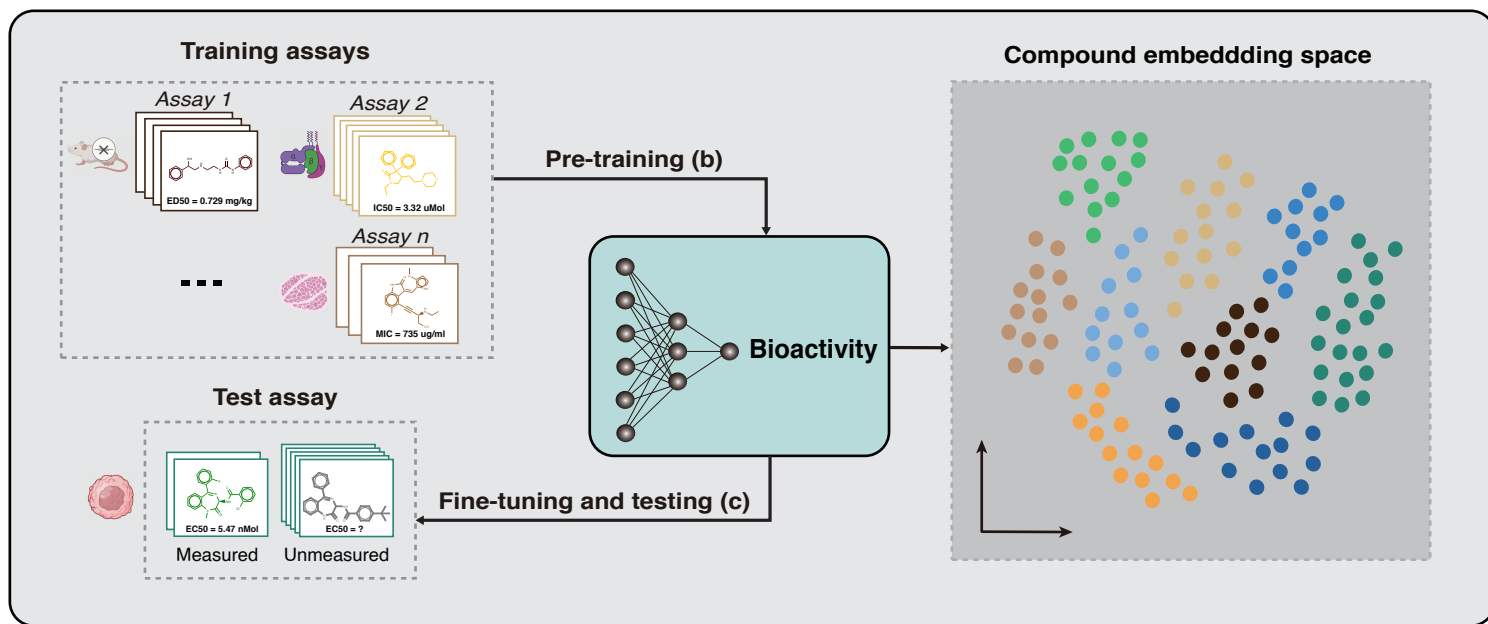 Training assays
Assay 1
ED50 = 0.729 mg/kg
Assay 2
α
β
IC50 = 3.32 uMol
Assay n
MIC = 735 ug/ml
Test assay
EC50 = 5.47 nMol
Measured
EC50 = ?
Unmeasured
Pre-training (b)
Bioactivity
Fine-tuning and testing (c)
Compound embeddding space